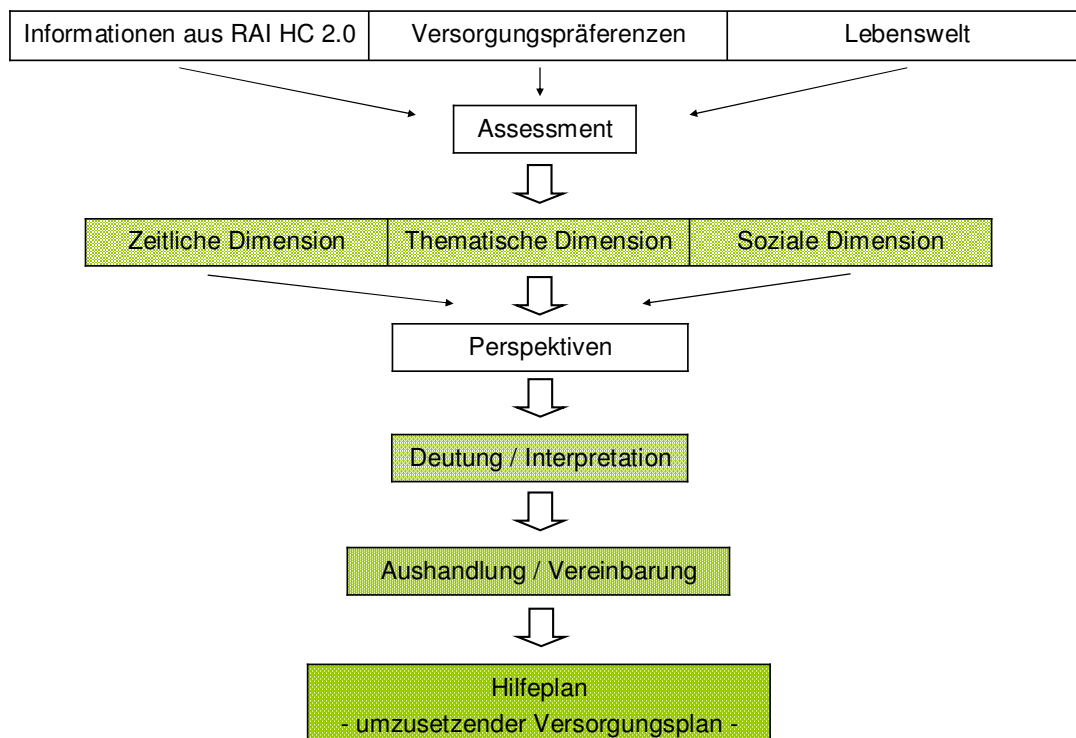 Informationen aus RAI HC 2.0 Versorgungspräferenzen Lebenswelt
Assessment
Zeitliche Dimension Thematische Dimension Soziale Dimension
Perspektiven
Deutung / Interpretation
Aushandlung / Vereinbarung
Hilfeplan
- umzusetzender Versorgungsplan -